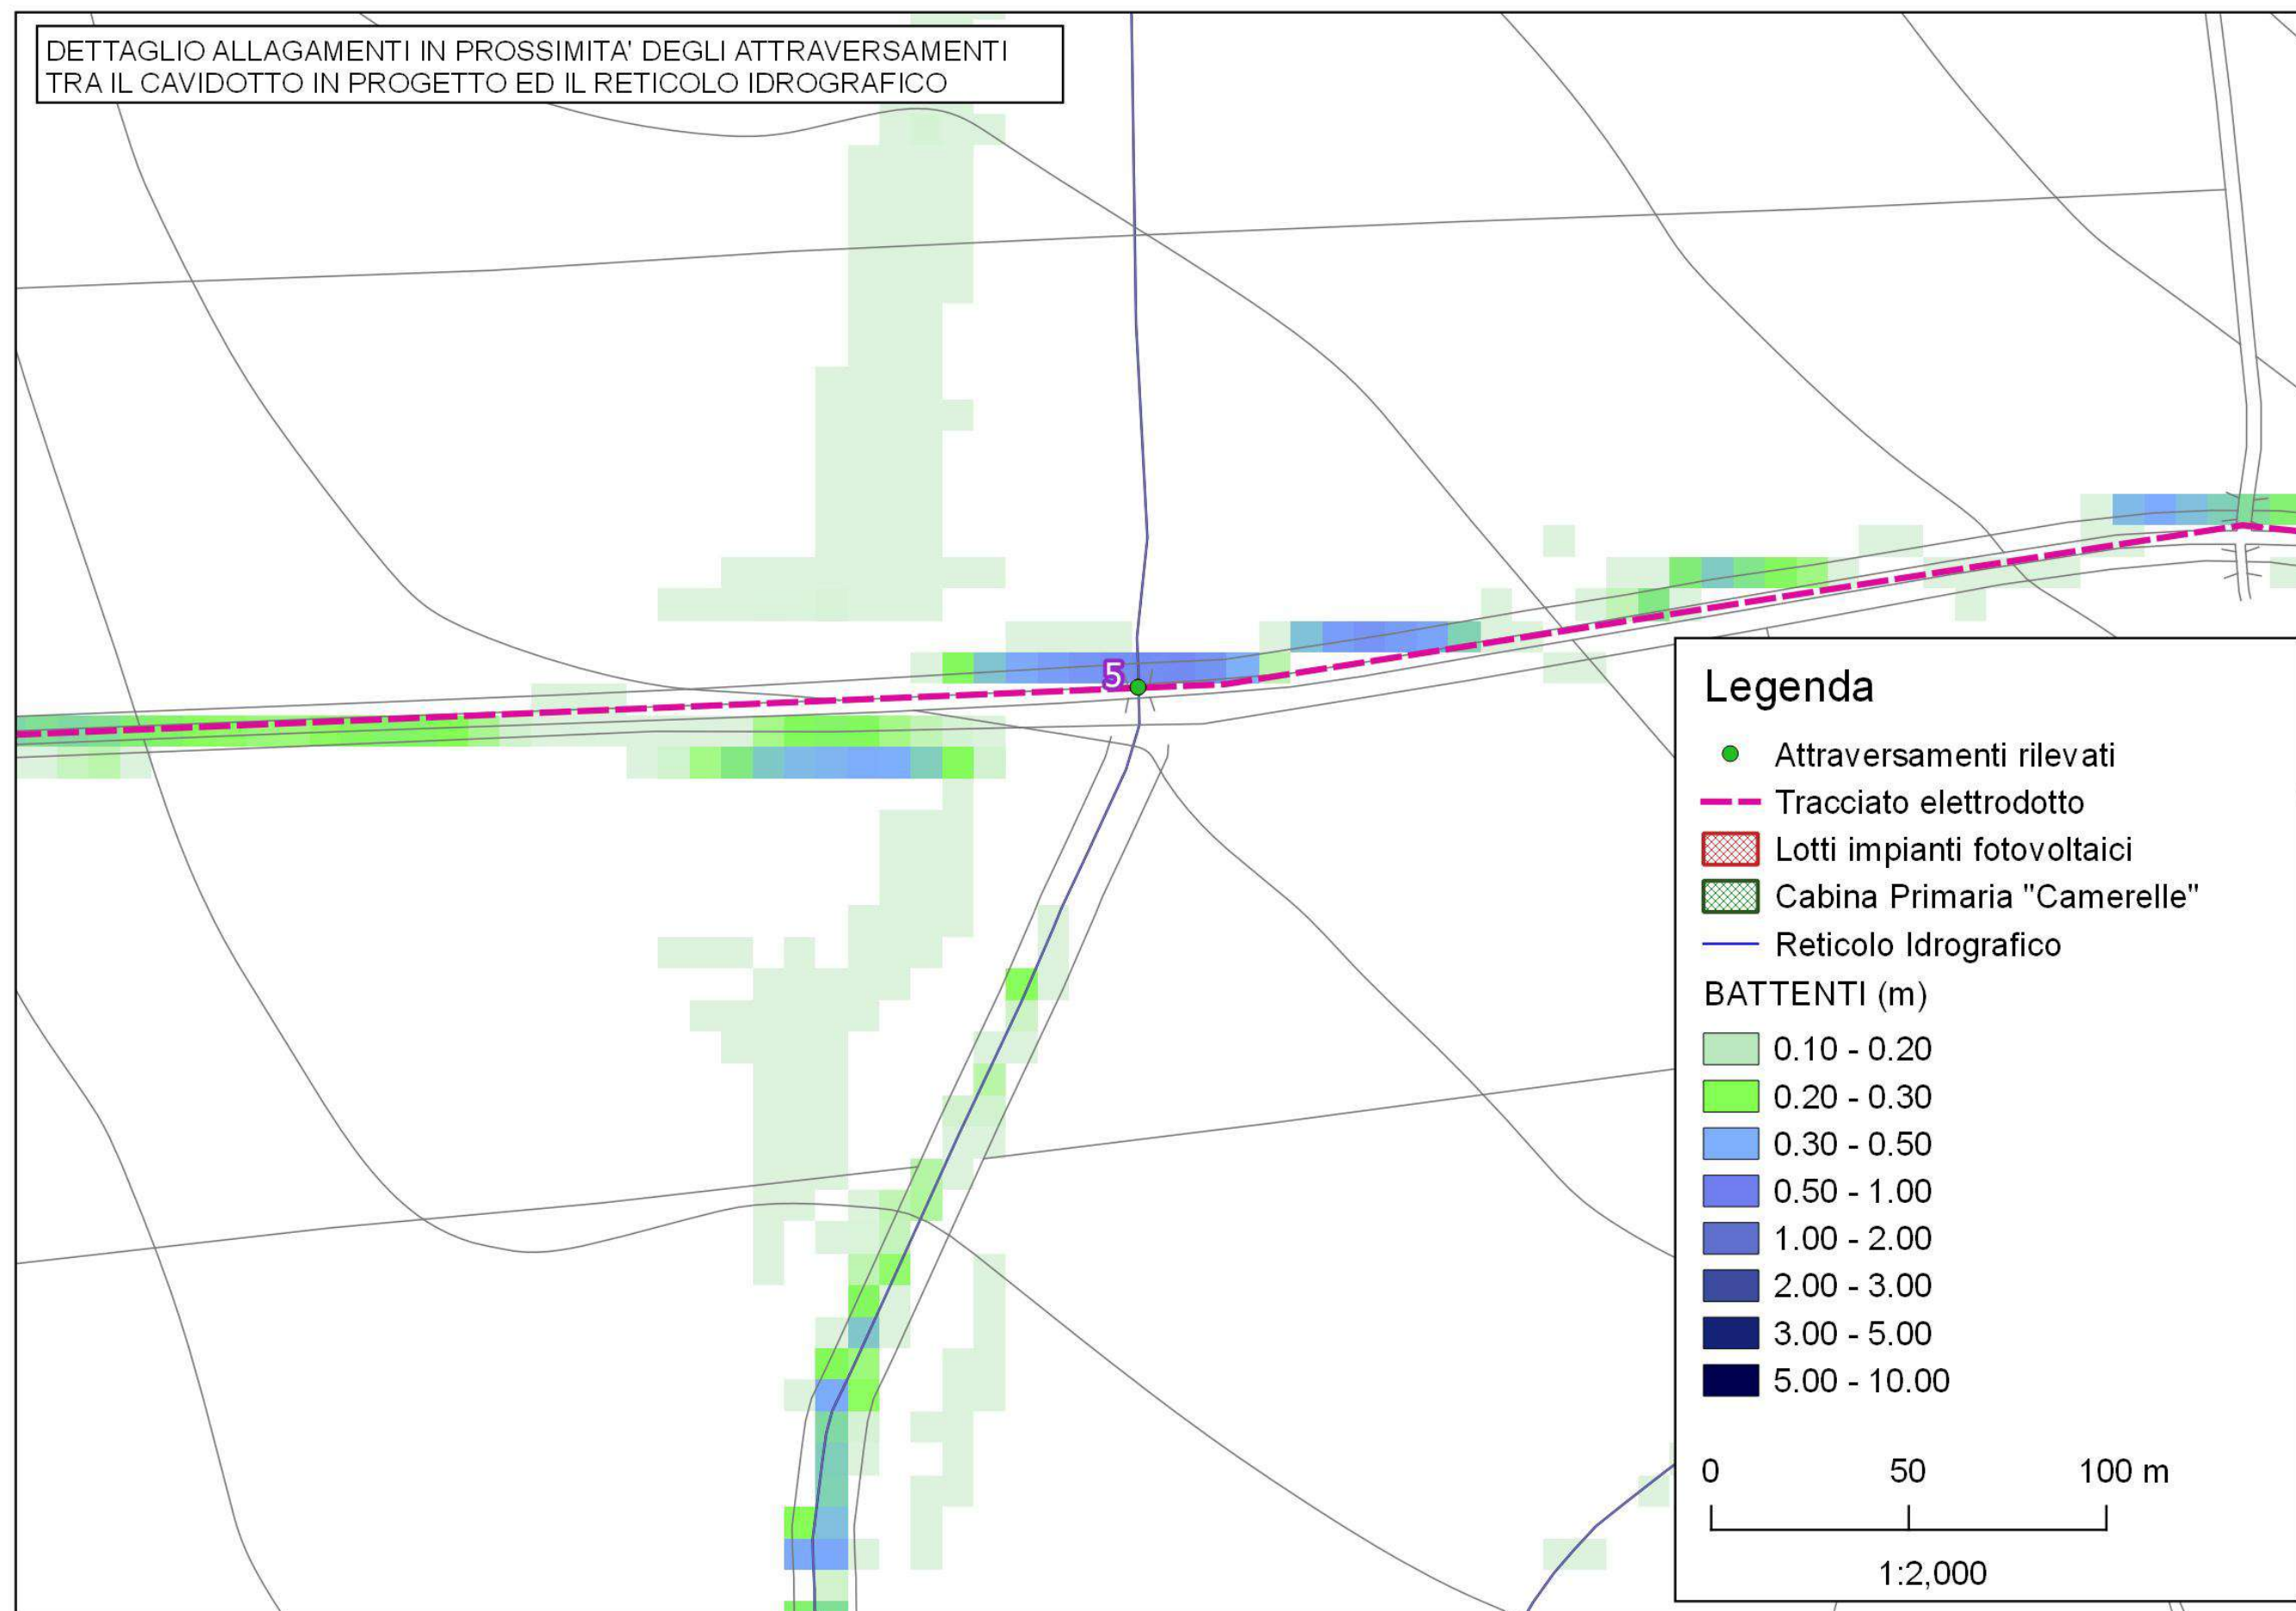 DETTAGLIO ALLAGAMENTI IN PROSSIMITA' DEGLI ATTRAVERSAMENTI
TRA IL CAVIDOTTO IN PROGETTO ED IL RETICOLO IDROGRAFICO
5
Legenda
Attraversamenti rilevati
Tracciato elettrodotto
Lotti impianti fotovoltaici
Cabina Primaria "Camerelle"
Reticolo Idrografico
BATTENTI (m)
0.10 - 0.20
0.20 - 0.30
0.30 - 0.50
0.50 - 1.00
1.00 - 2.00
2.00 - 3.00
3.00 - 5.00
5.00 - 10.00
0 50 100 m
1:2,000